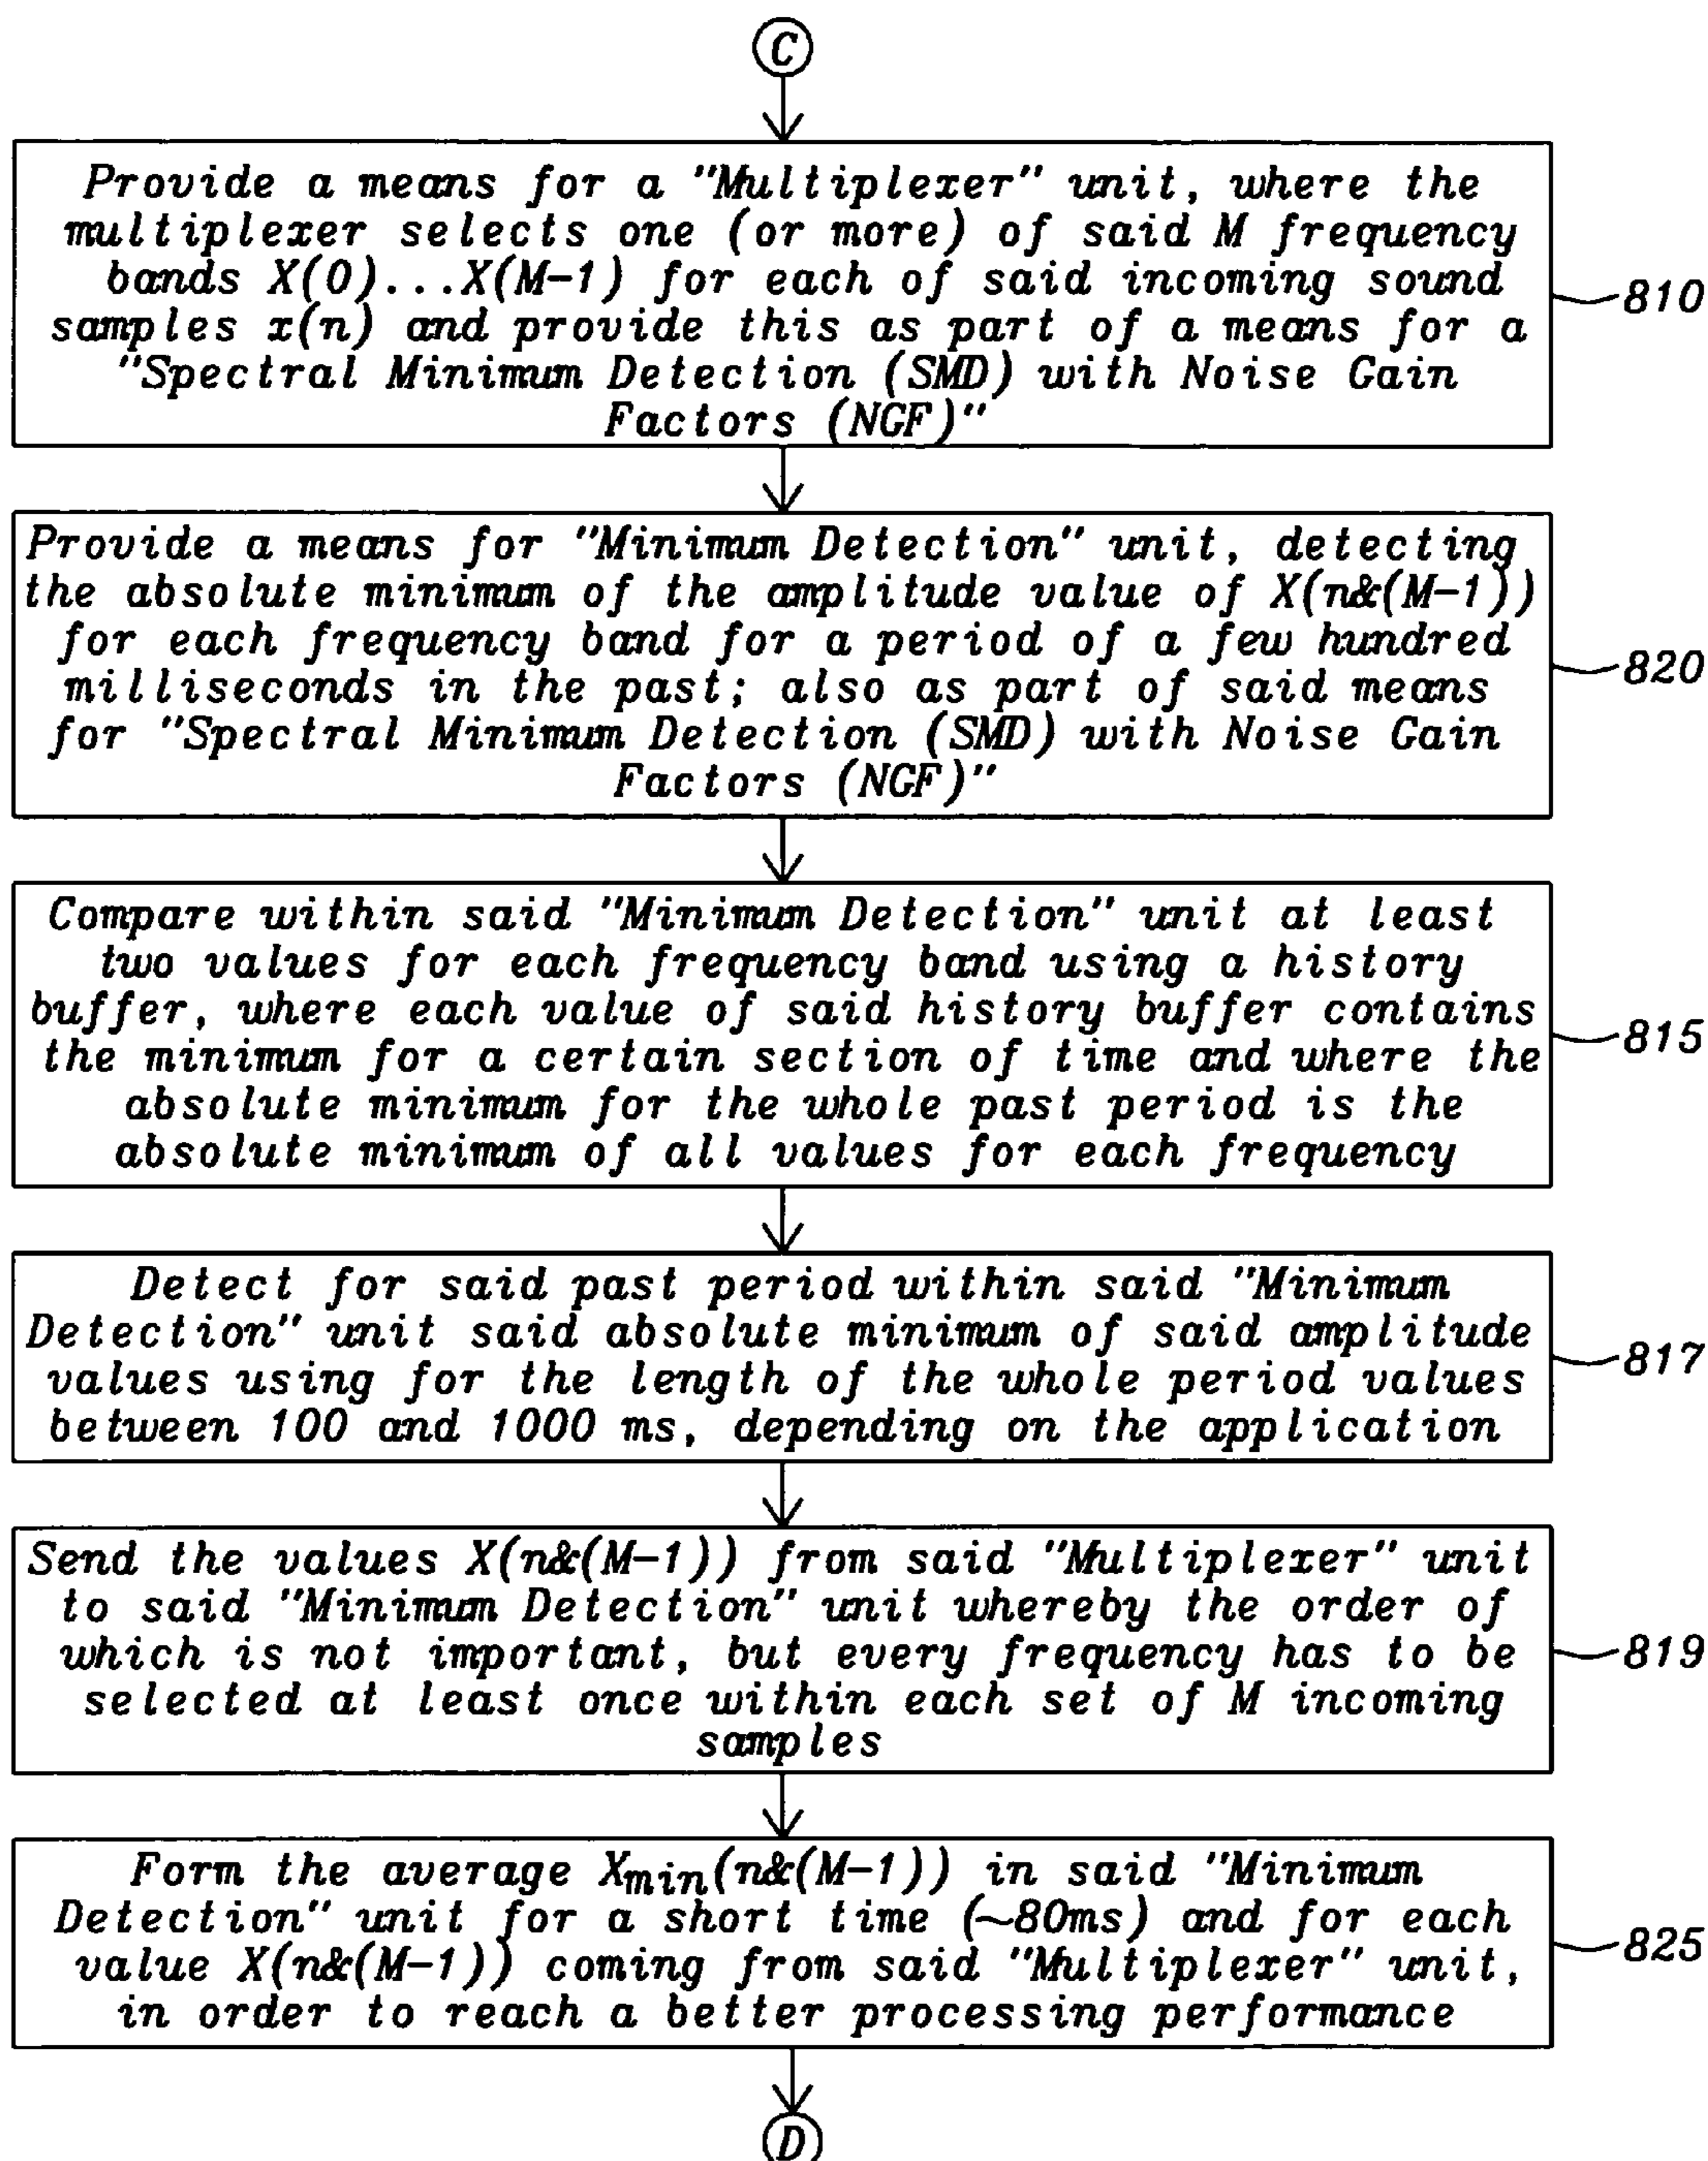 C
Provide a means for a "Multiplexer" unit, where the
multiplexer selects one (or more) of said M frequency
bands X(0)...X(M-1) for each of said incoming sound
samples x(n) and provide this as part of a means for a
"Spectral Minimum Detection (SMD) with Noise Gain
Factors (NGF)"
810
Provide a means for "Minimum Detection" unit, detecting
the absolute minimum of the amplitude value of X(n&(M-1))
for each frequency band for a period of a few hundred
milliseconds in the past; also as part of said means
for "Spectral Minimum Detection (SMD) with Noise Gain
Factors (NGF)"
820
Compare within said "Minimum Detection" unit at least
two values for each frequency band using a history
buffer, where each value of said history buffer contains
the minimum for a certain section of time and where the
absolute minimum for the whole past period is the
absolute minimum of all values for each frequency
815
Detect for said past period within said "Minimum
Detection" unit said absolute minimum of said amplitude
values using for the length of the whole period values
between 100 and 1000 ms, depending on the application
817
Send the values X(n&(M-1)) from said "Multiplexer" unit
to said "Minimum Detection" unit whereby the order of
which is not important, but every frequency has to be
selected at least once within each set of M incoming
samples
819
Form the average Xmin(n&(M-1)) in said "Minimum
Detection" unit for a short time (~80ms) and for each
value X(n&(M-1)) coming from said "Multiplexer" unit,
in order to reach a better processing performance
825
D